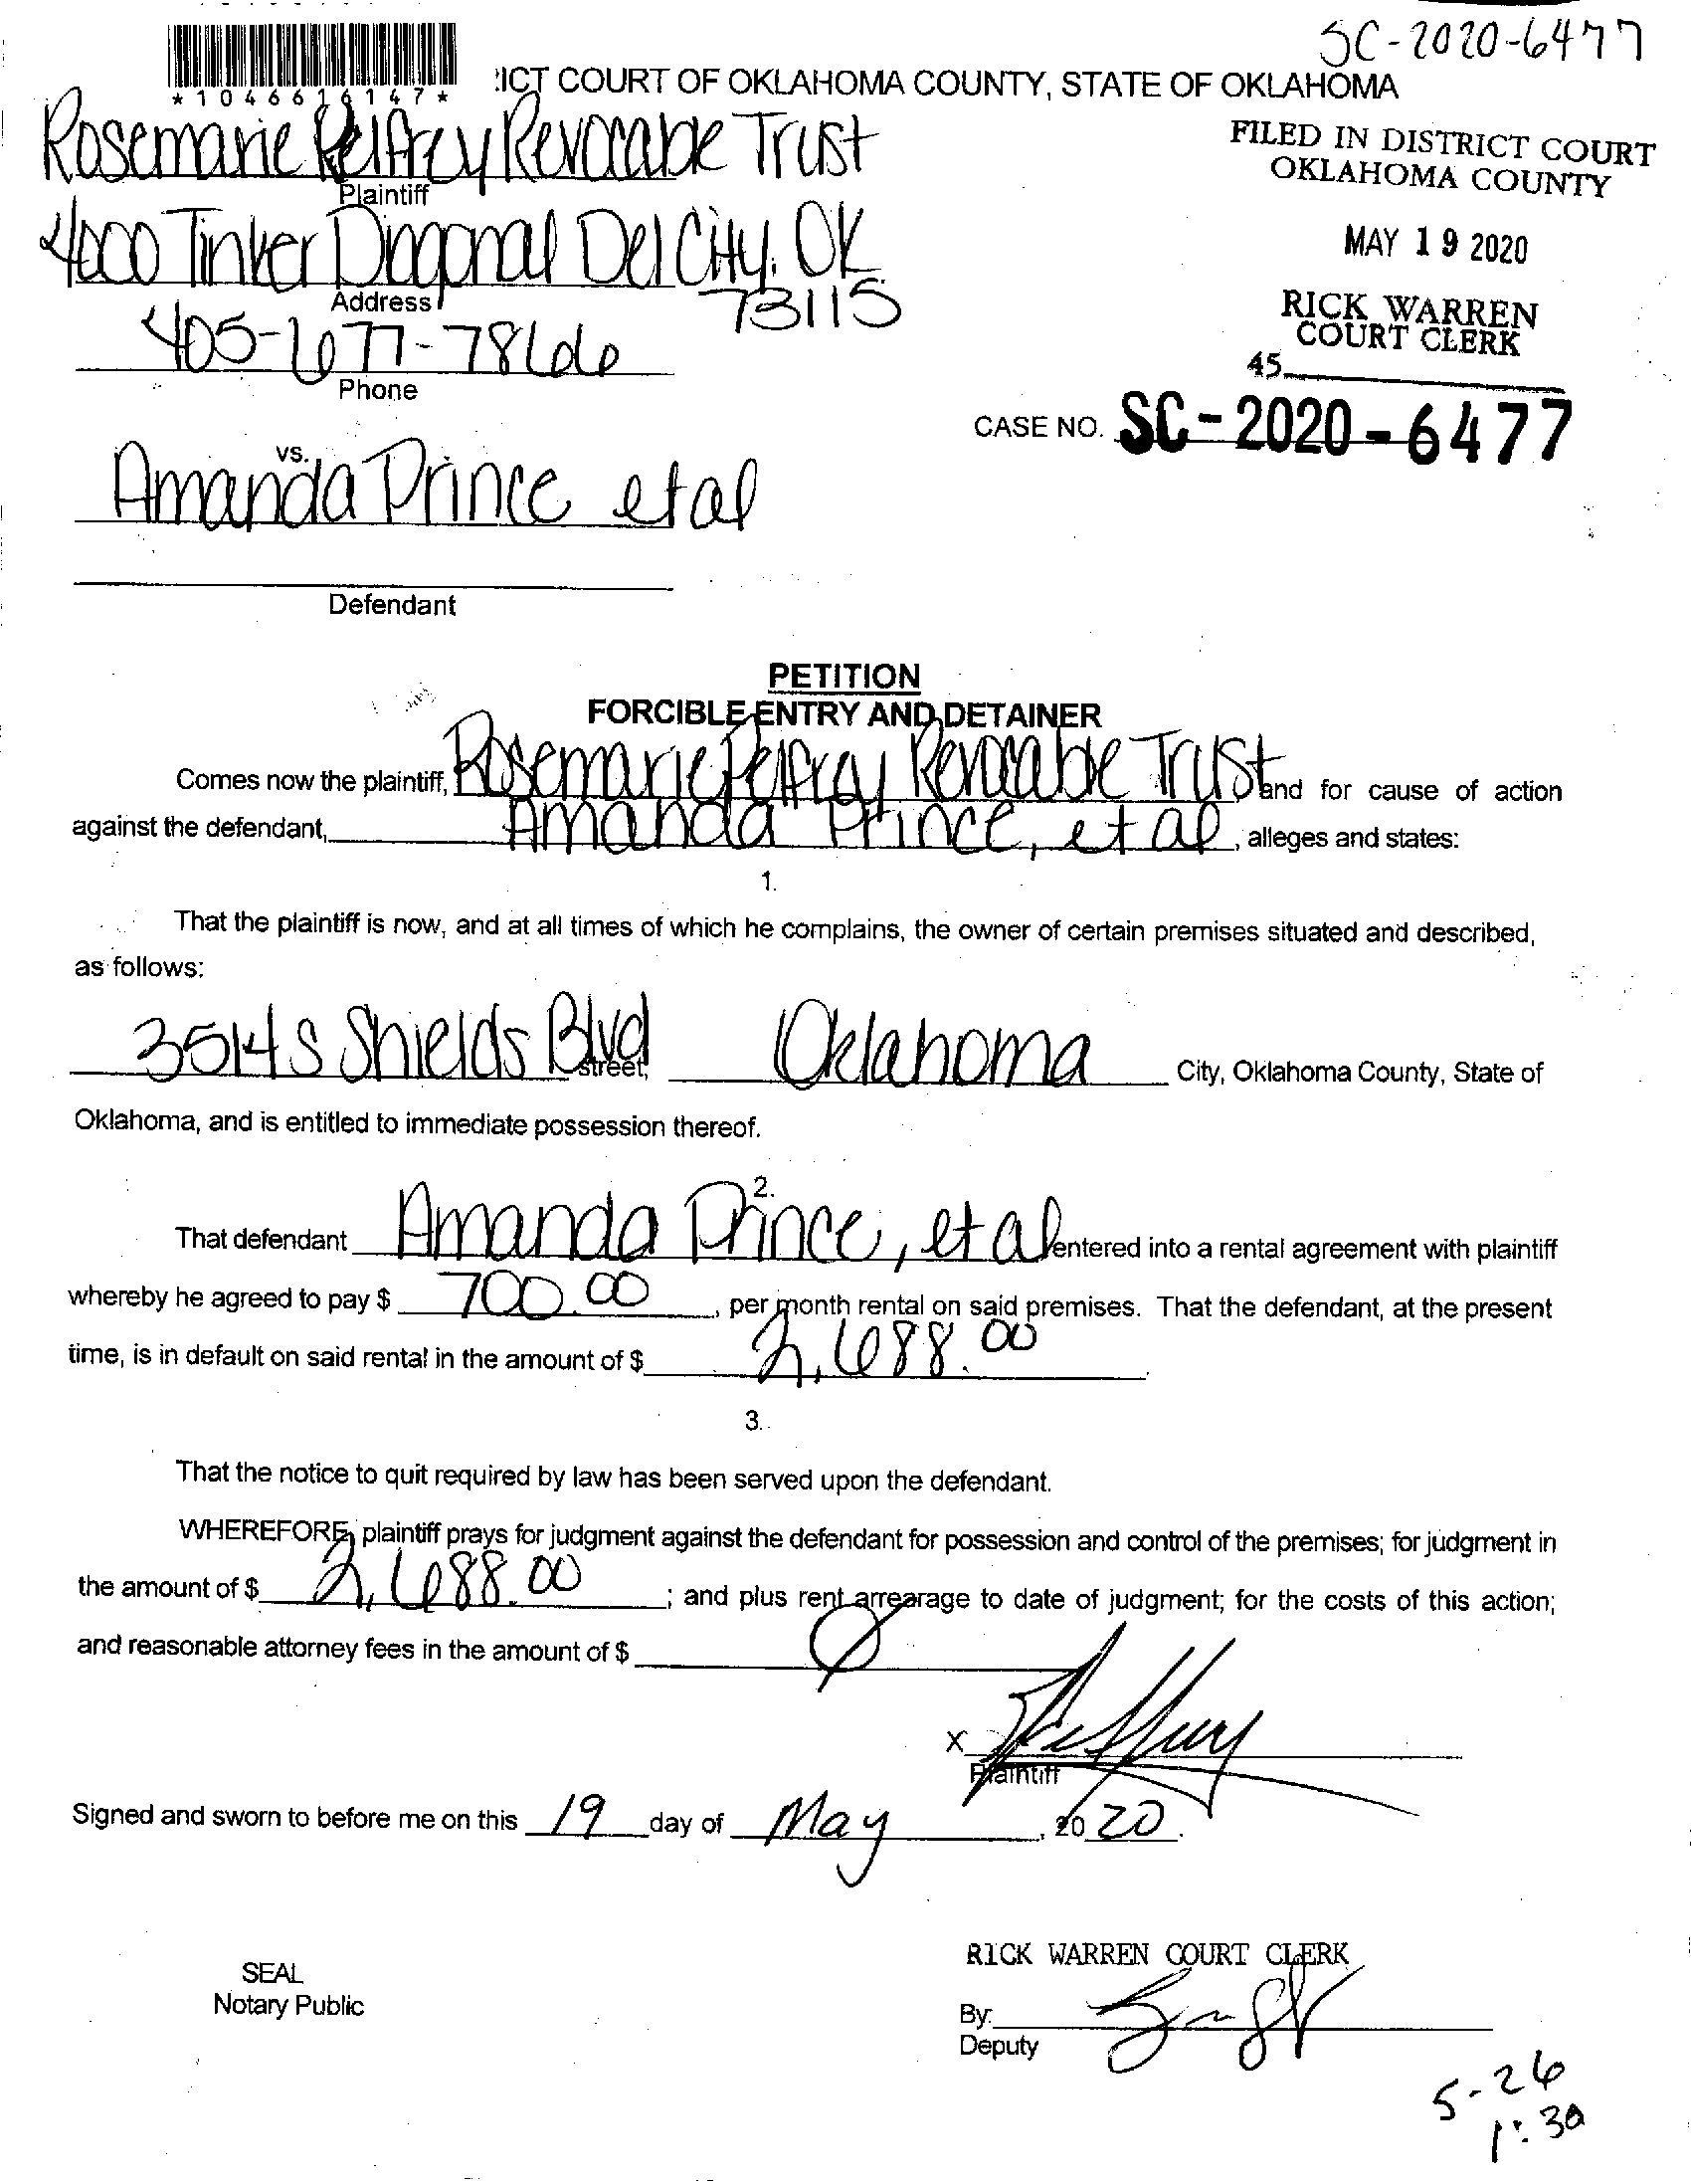 SC-2020-6477
*1046616147*
ICT COURT OF OKLAHOMA COUNTY, STATE OF OKLAHOMA
Rosemarie Pelfrey Revocable Trust
Plaintiff
FILED IN DISTRICT COURT
OKLAHOMA COUNTY
4000 Tinker Diagonal Del City. OK
73115
Address
MAY 19 2020
405-677-7866
Phone
RICK WARREN
COURT CLERK
45
CASE NO. SC-2020-6477
vs.
Amanda Prince et al
Defendant
PETITION
FORCIBLE ENTRY AND DETAINER
Comes now the plaintiff, Rosemarie Pelfrey Revocable Trust and for cause of action
against the defendant, Amanda Prince, et al, alleges and states:
1.
That the plaintiff is now, and at all times of which he complains, the owner of certain premises situated and described,
as follows:
3514 S Shields Blvd street, Oklahoma City, Oklahoma County, State of
Oklahoma, and is entitled to immediate possession thereof.
2.
That defendant Amanda Prince, et al entered into a rental agreement with plaintiff
whereby he agreed to pay $ 700.00, per month rental on said premises. That the defendant, at the present
time, is in default on said rental in the amount of $ 2,688.00.
3.
That the notice to quit required by law has been served upon the defendant.
WHEREFORE, plaintiff prays for judgment against the defendant for possession and control of the premises; for judgment in
the amount of $ 2,688.00; and plus rent arrearage to date of judgment; for the costs of this action;
and reasonable attorney fees in the amount of $ Ø
X
Plaintiff
Signed and sworn to before me on this 19 day of May, 2020.
SEAL
Notary Public
RICK WARREN COURT CLERK
By:
Deputy
5-26
1:30